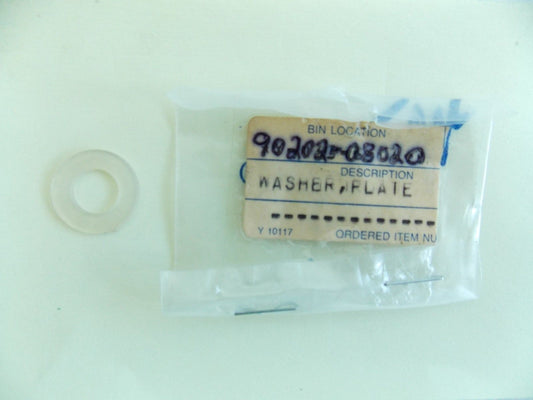 BIN LOCATION
90202-08020
DESCRIPTION
WASHER, PLATE
Y 10117 ORDERED ITEM NU